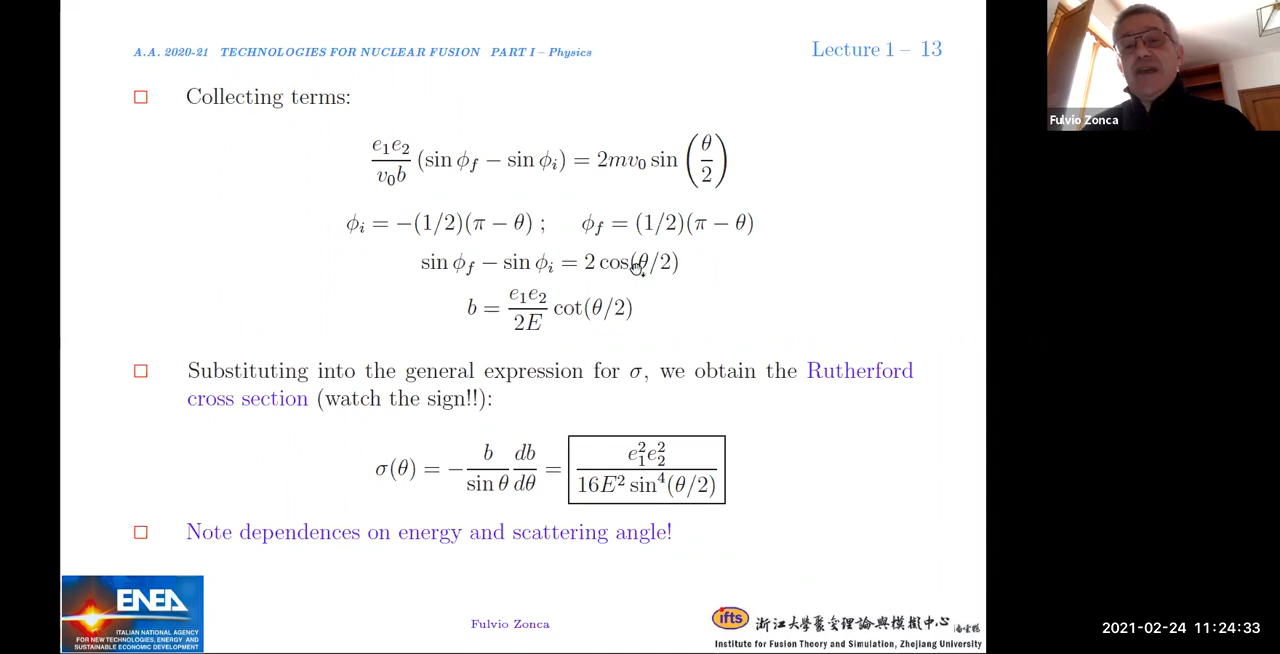 A.A. 2020-21 TECHNOLOGIES FOR NUCLEAR FUSION PART I – Physics
Lecture 1 – 13
Collecting terms:
e₁e₂/(v₀b) (sin ϕ_f − sin ϕ_i) = 2mv₀ sin (θ/2)
ϕ_i = −(1/2)(π − θ) ; ϕ_f = (1/2)(π − θ)
sin ϕ_f − sin ϕ_i = 2 cos(θ/2)
b = e₁e₂/(2E) cot(θ/2)
Substituting into the general expression for σ, we obtain the Rutherford
cross section (watch the sign!!):
σ(θ) = − b/(sin θ) db/dθ = e₁²e₂²/(16E² sin⁴(θ/2))
Note dependences on energy and scattering angle!
ENEA
ITALIAN NATIONAL AGENCY
FOR NEW TECHNOLOGIES, ENERGY AND
SUSTAINABLE ECONOMIC DEVELOPMENT
Fulvio Zonca
ifts
浙江大學聚变理論與模擬中心
Institute for Fusion Theory and Simulation, Zhejiang University
Fulvio Zonca
2021-02-24 11:24:33